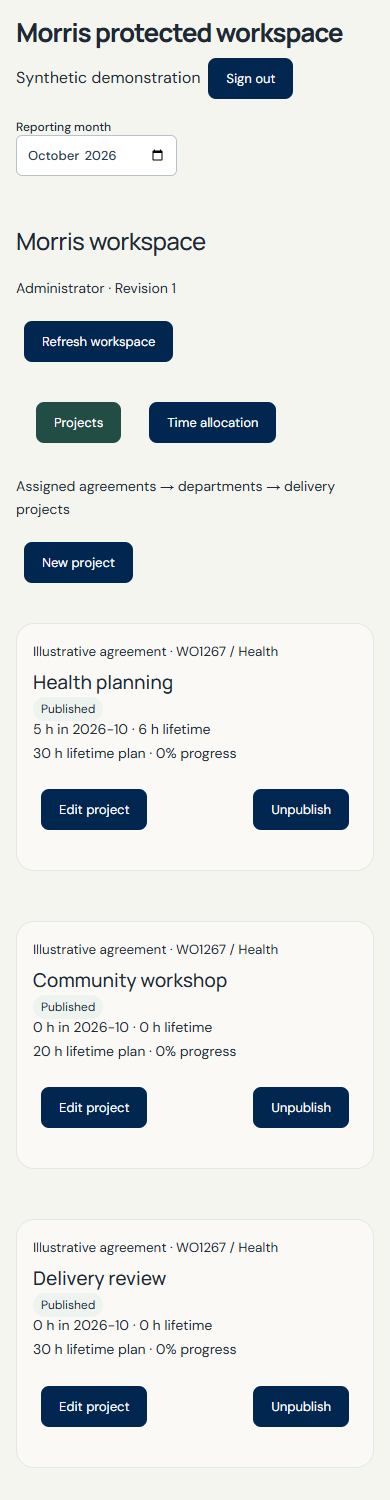 Morris protected workspace
Synthetic demonstration
Sign out
Reporting month
October 2026
Morris workspace
Administrator · Revision 1
Refresh workspace
Projects
Time allocation
Assigned agreements → departments → delivery
projects
New project
Illustrative agreement · WO1267 / Health
Health planning
Published
5 h in 2026-10 · 6 h lifetime
30 h lifetime plan · 0% progress
Edit project
Unpublish
Illustrative agreement · WO1267 / Health
Community workshop
Published
0 h in 2026-10 · 0 h lifetime
20 h lifetime plan · 0% progress
Edit project
Unpublish
Illustrative agreement · WO1267 / Health
Delivery review
Published
0 h in 2026-10 · 0 h lifetime
30 h lifetime plan · 0% progress
Edit project
Unpublish